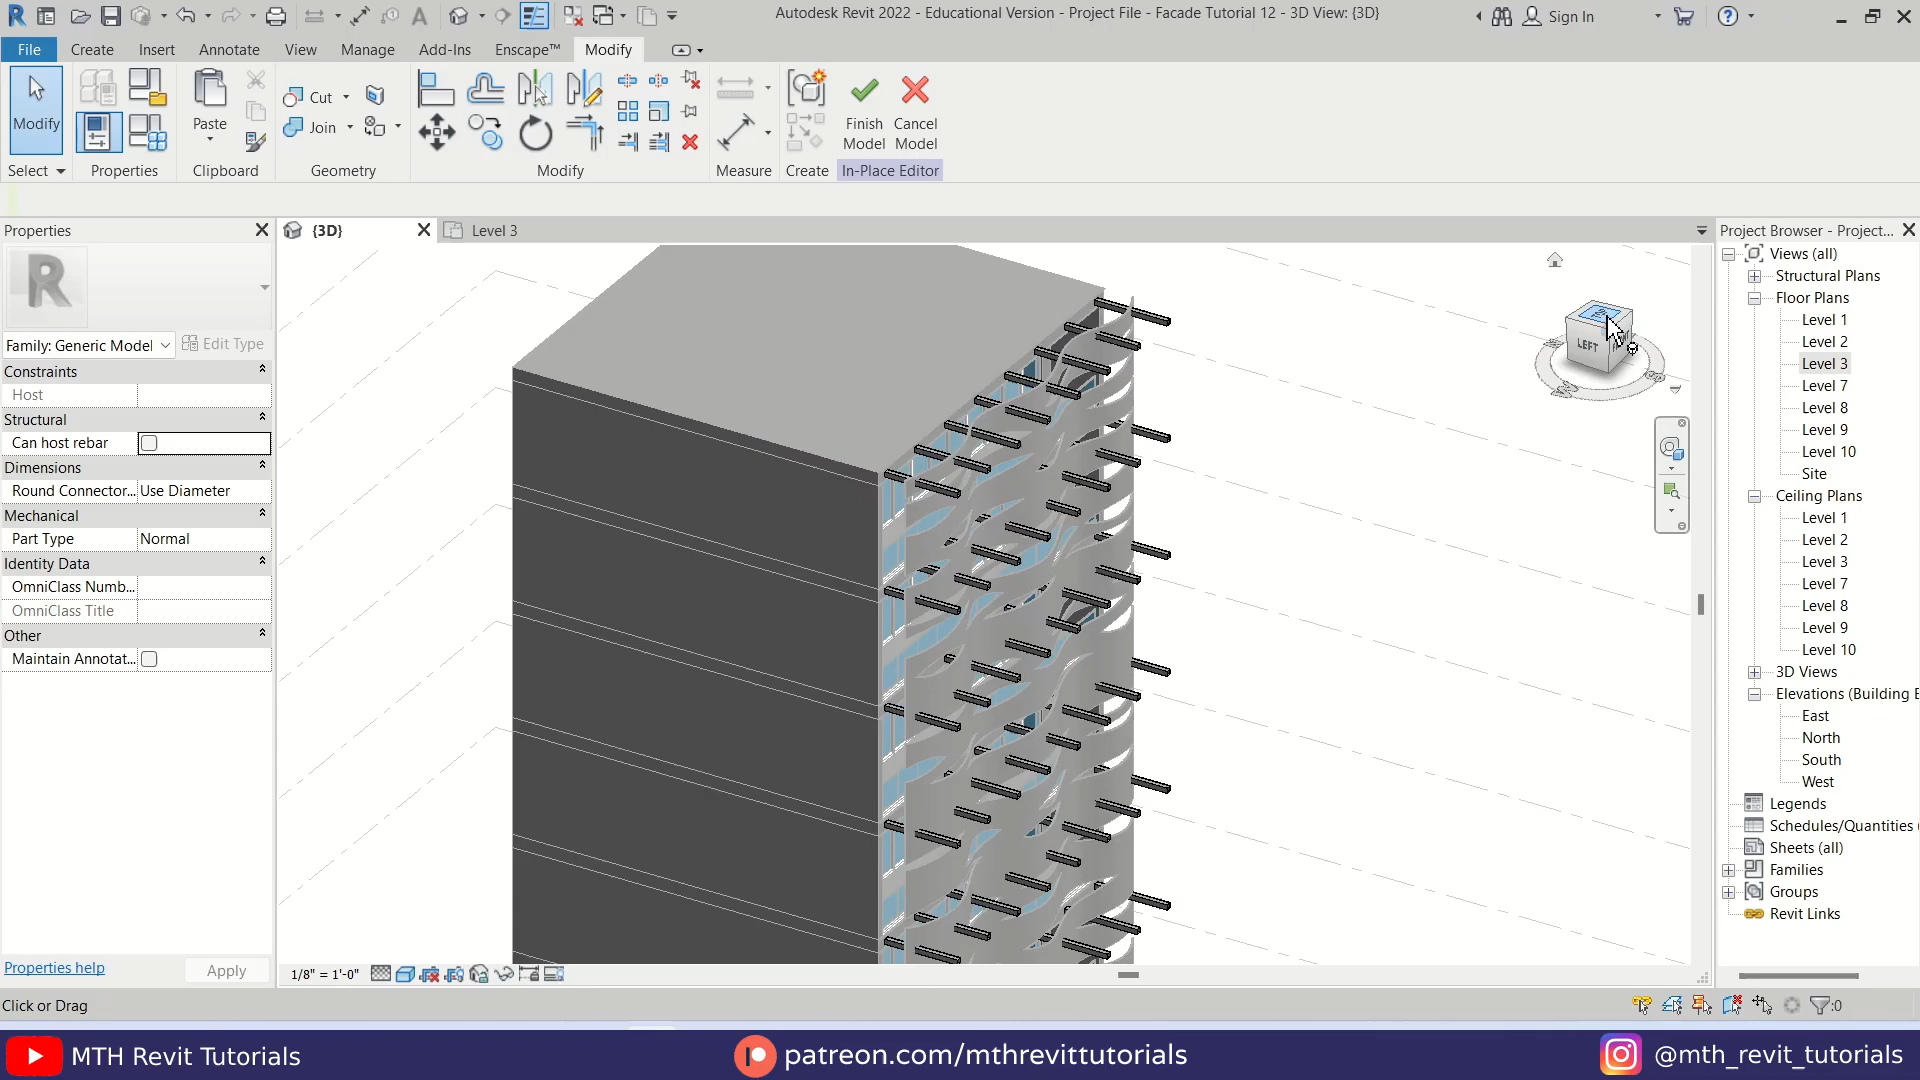 Autodesk Revit 2022 - Educational Version - Project File - Facade Tutorial 12 - 3D View: {3D}
Sign In
File
Create
Insert
Annotate
View
Manage
Add-Ins
Enscape™
Modify
Modify
Paste
Cut
Join
Finish
Model
Cancel
Model
Select
Properties
Clipboard
Geometry
Modify
Measure
Create
In-Place Editor
Properties
{3D}
Level 3
Project Browser - Project...
Family: Generic Model
Edit Type
Constraints
Host
Structural
Can host rebar
Dimensions
Round Connector...
Use Diameter
Mechanical
Part Type
Normal
Identity Data
OmniClass Numb...
OmniClass Title
Other
Maintain Annotat...
Properties help
Apply
LEFT
1/8" = 1'-0"
Views (all)
Structural Plans
Floor Plans
Level 1
Level 2
Level 3
Level 7
Level 8
Level 9
Level 10
Site
Ceiling Plans
Level 1
Level 2
Level 3
Level 7
Level 8
Level 9
Level 10
3D Views
Elevations (Building E
East
North
South
West
Legends
Schedules/Quantities (
Sheets (all)
Families
Groups
Revit Links
Click or Drag
:0
MTH Revit Tutorials
patreon.com/mthrevittutorials
@mth_revit_tutorials